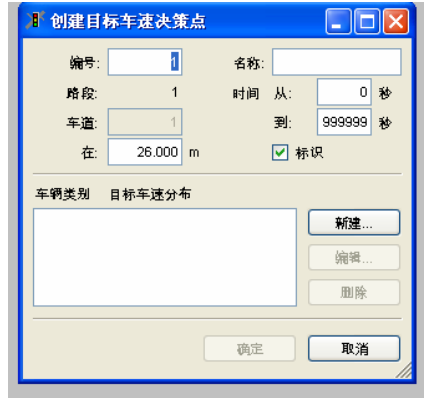 创建目标车速决策点
编号: 1 名称:
路段: 1 时间 从: 0 秒
车道: 1 到: 999999 秒
在: 26.000 m 标识
车辆类别 目标车速分布
新建...
编辑...
删除
确定 取消